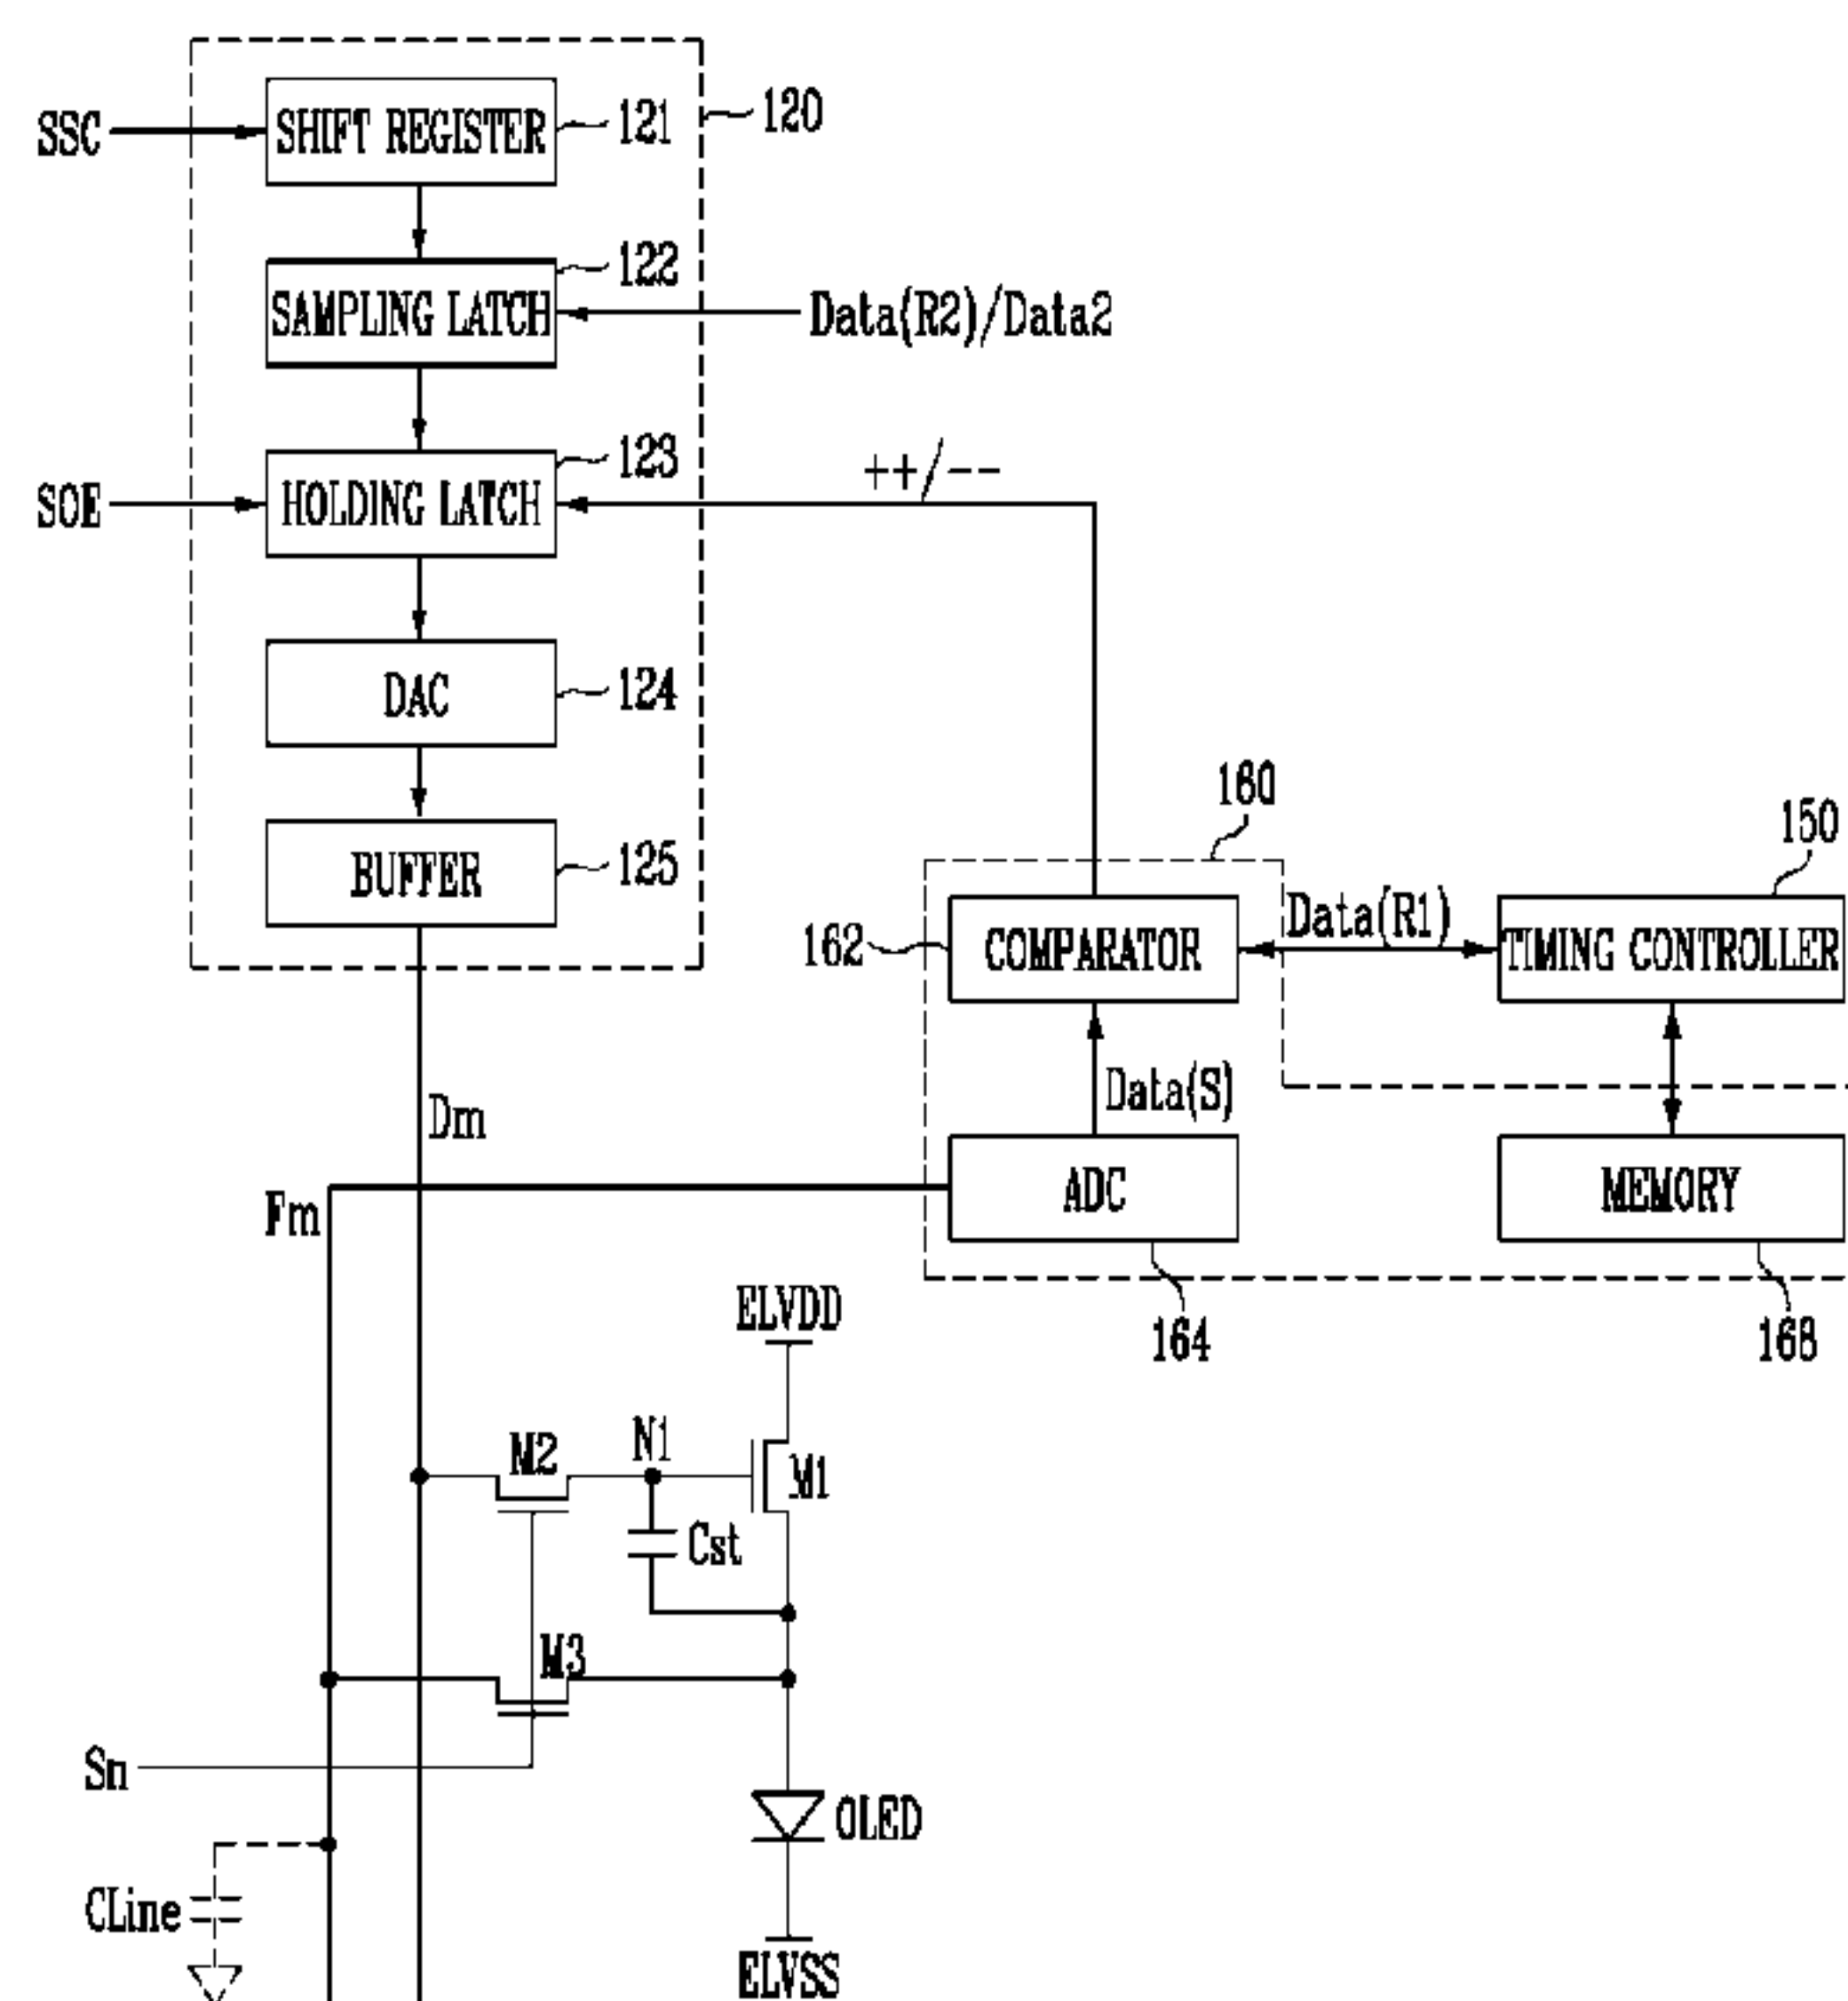 SSC
SHIFT REGISTER
121
120
SAMPLING LATCH
122
Data(R2)/Data2
SOE
HOLDING LATCH
123
++/--
DAC
124
BUFFER
125
160
150
162
COMPARATOR
Data(R1)
TIMING CONTROLLER
Data(S)
Dm
Fm
ADC
MEMORY
164
168
ELVDD
M2
N1
M1
Cst
M3
Sn
OLED
CLine
ELVSS